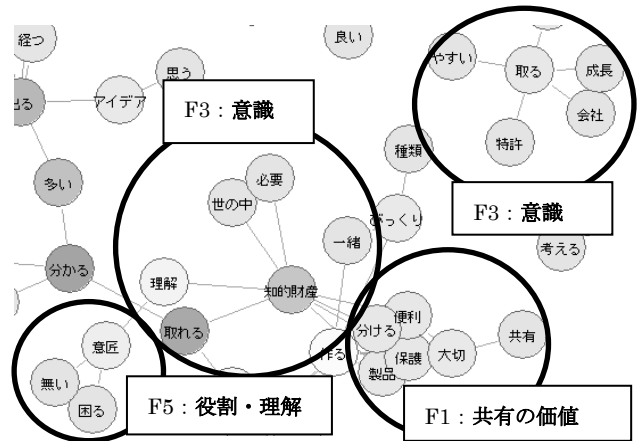 経つ
良い
思う
やすい
取る
成長
出る
アイデア
会社
F3：意識
特許
種類
多い
必要
世の中
F3：意識
びっくり
一緒
考える
分かる
理解
知的財産
便利
取れる
分ける
共有
意匠
作る
保護
大切
製品
無い
困る
F5：役割・理解
F1：共有の価値